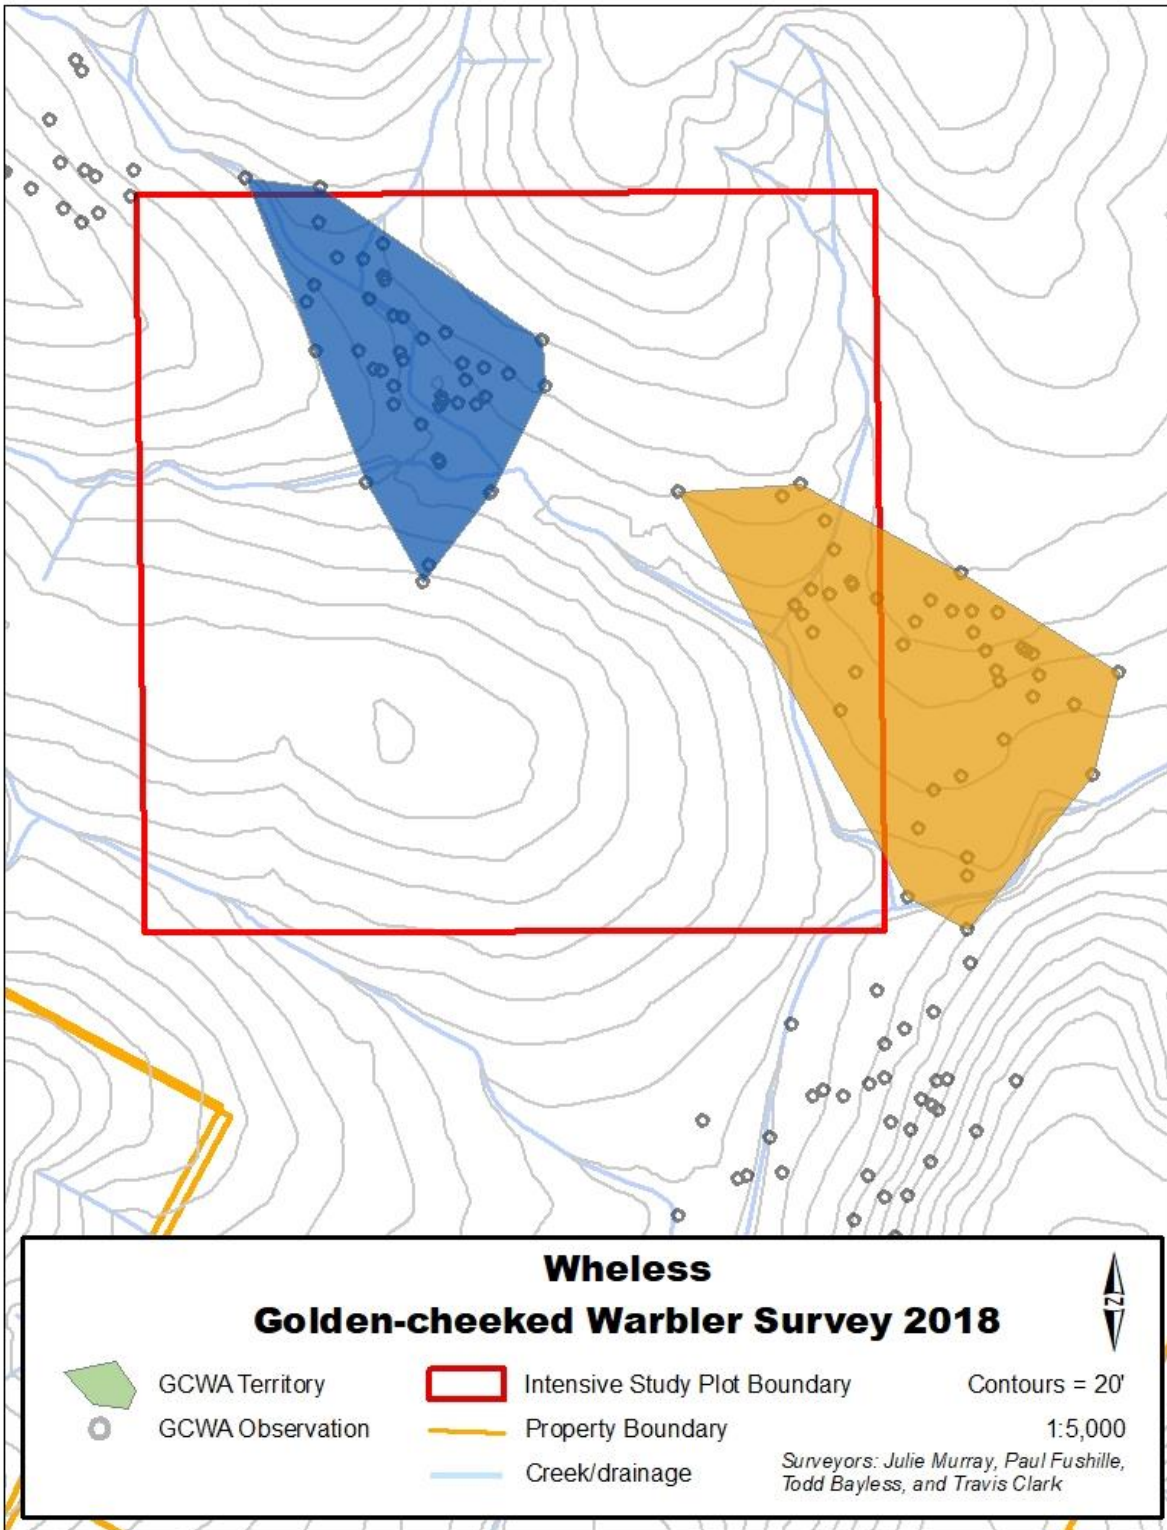 Wheless
Golden-cheeked Warbler Survey 2018
N
GCWA Territory
GCWA Observation
Intensive Study Plot Boundary
Property Boundary
Creek/drainage
Contours = 20'
1:5,000
Surveyors: Julie Murray, Paul Fushille,
Todd Bayless, and Travis Clark